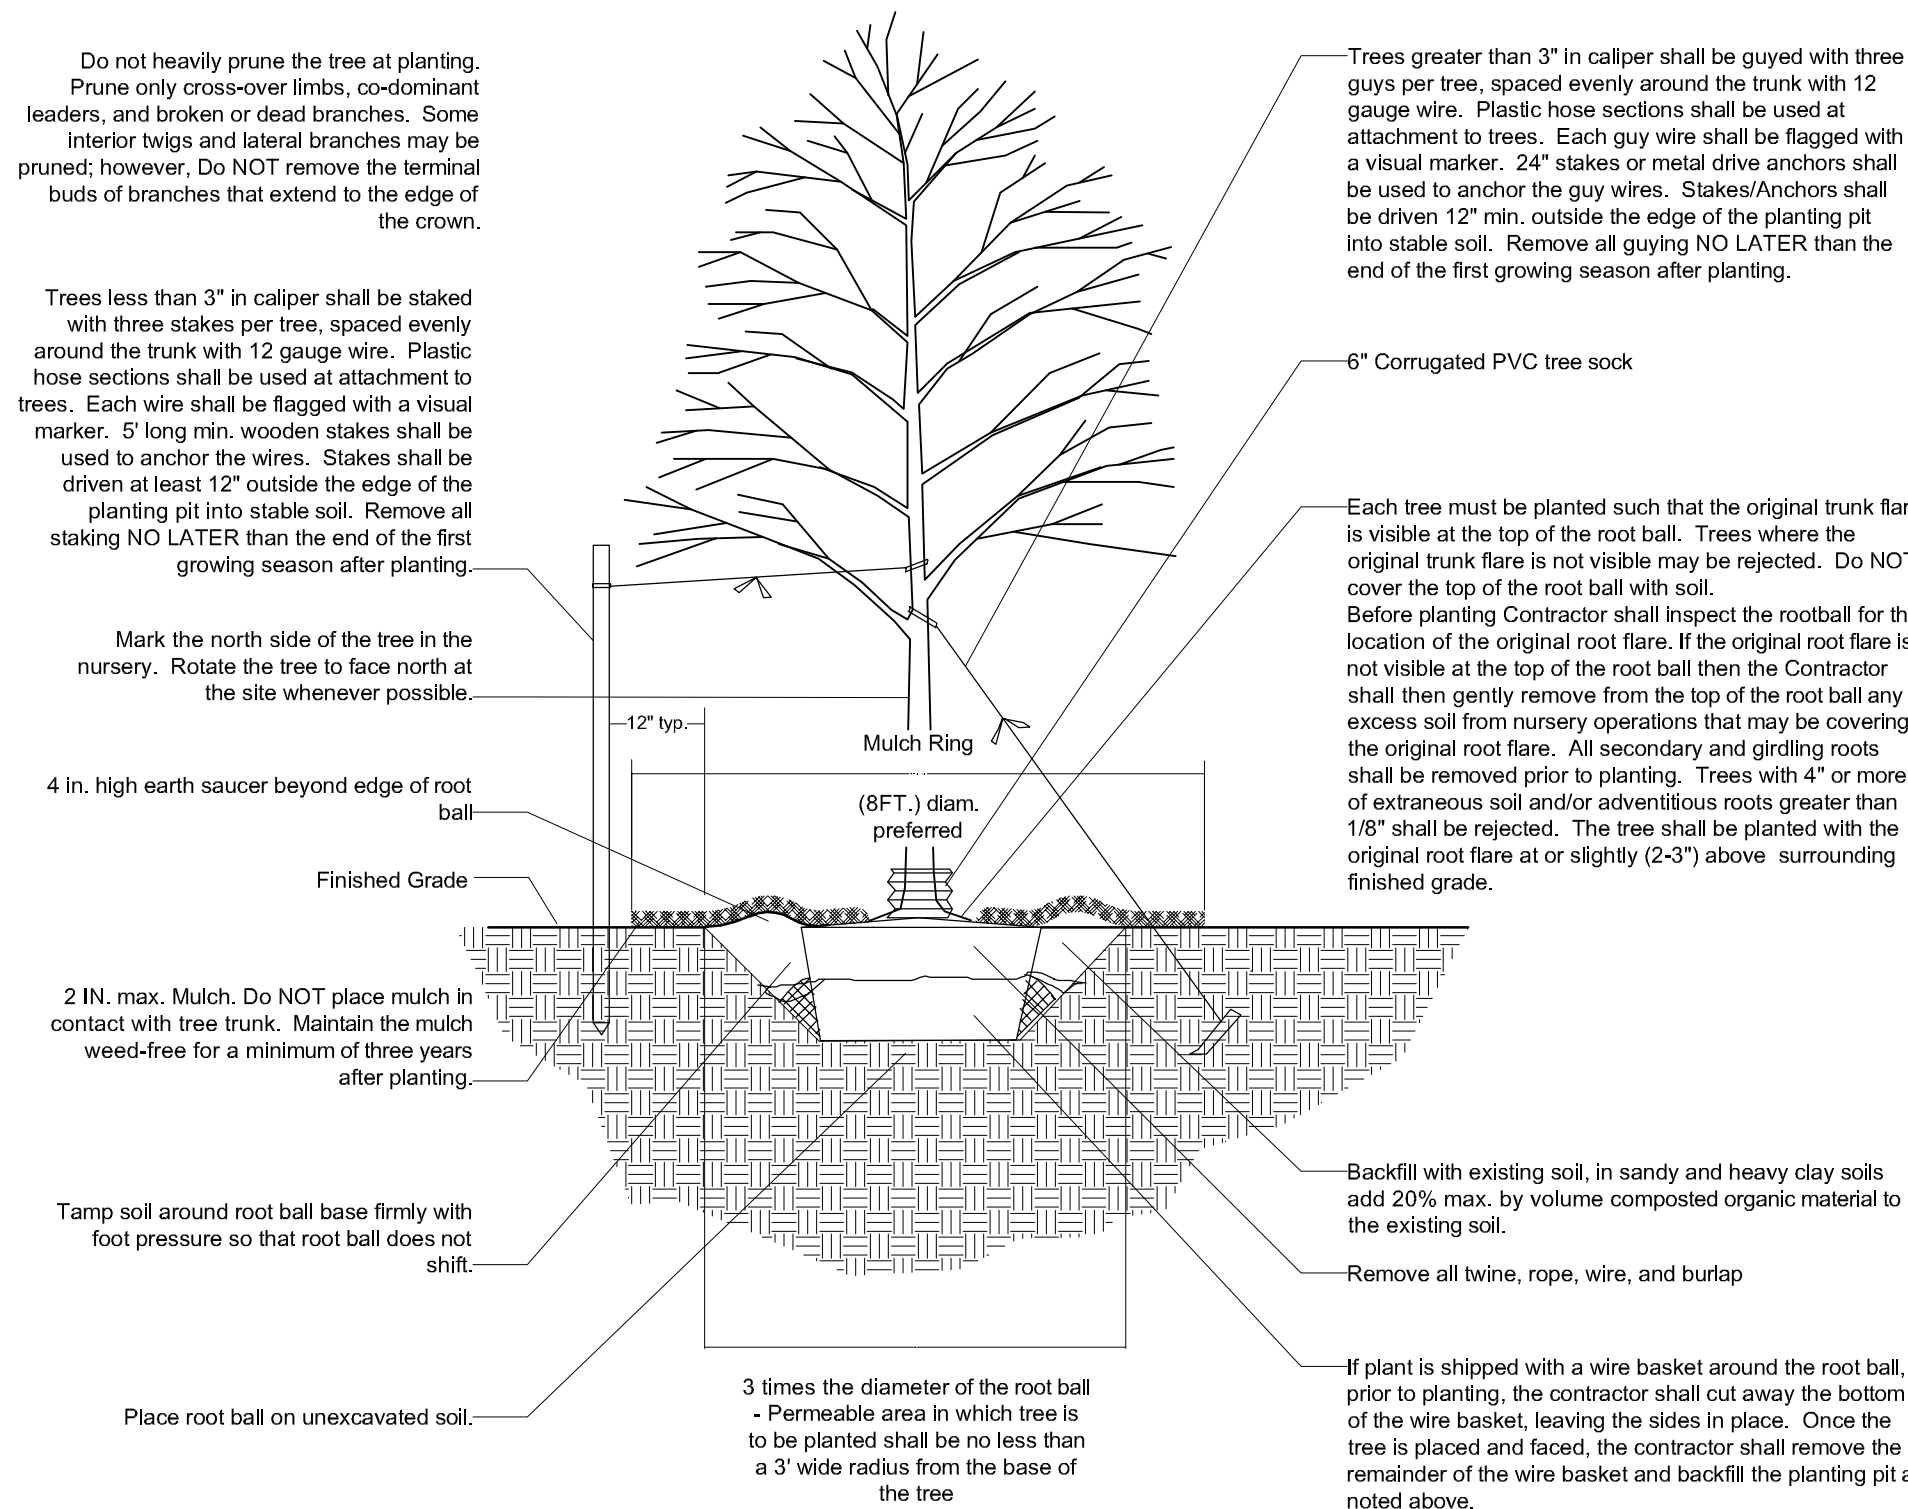 Do not heavily prune the tree at planting.
Prune only cross-over limbs, co-dominant
leaders, and broken or dead branches.  Some
interior twigs and lateral branches may be
pruned; however, Do NOT remove the terminal
buds of branches that extend to the edge of
the crown.
Trees less than 3" in caliper shall be staked
with three stakes per tree, spaced evenly
around the trunk with 12 gauge wire.  Plastic
hose sections shall be used at attachment to
trees.  Each wire shall be flagged with a visual
marker.  5' long min. wooden stakes shall be
used to anchor the wires.  Stakes shall be
driven at least 12" outside the edge of the
planting pit into stable soil.  Remove all
staking NO LATER than the end of the first
growing season after planting.
Mark the north side of the tree in the
nursery.  Rotate the tree to face north at
the site whenever possible.
4 in. high earth saucer beyond edge of root
ball
Finished Grade
2 IN. max. Mulch. Do NOT place mulch in
contact with tree trunk.  Maintain the mulch
weed-free for a minimum of three years
after planting.
Tamp soil around root ball base firmly with
foot pressure so that root ball does not
shift.
Place root ball on unexcavated soil.
12" typ.
Mulch Ring
(8FT.) diam.
preferred
3 times the diameter of the root ball
- Permeable area in which tree is
to be planted shall be no less than
a 3' wide radius from the base of
the tree
Trees greater than 3" in caliper shall be guyed with three
guys per tree, spaced evenly around the trunk with 12
gauge wire.  Plastic hose sections shall be used at
attachment to trees.  Each guy wire shall be flagged with
a visual marker.  24" stakes or metal drive anchors shall
be used to anchor the guy wires.  Stakes/Anchors shall
be driven 12" min. outside the edge of the planting pit
into stable soil.  Remove all guying NO LATER than the
end of the first growing season after planting.
6" Corrugated PVC tree sock
Each tree must be planted such that the original trunk
is visible at the top of the root ball.  Trees where the
original trunk flare is not visible may be rejected.  Do
cover the top of the root ball with soil.
Before planting Contractor shall inspect the rootball for
location of the original root flare. If the original root flare
not visible at the top of the root ball then the Contractor
shall then gently remove from the top of the root ball any
excess soil from nursery operations that may be covering
the original root flare.  All secondary and girdling roots
shall be removed prior to planting.  Trees with 4" or more
of extraneous soil and/or adventitious roots greater than
1/8" shall be rejected.  The tree shall be planted with the
original root flare at or slightly (2-3") above  surrounding
finished grade.
Backfill with existing soil, in sandy and heavy clay soils
add 20% max. by volume composted organic material to
the existing soil.
Remove all twine, rope, wire, and burlap
If plant is shipped with a wire basket around the root ball,
prior to planting, the contractor shall cut away the bottom
of the wire basket, leaving the sides in place.  Once the
tree is placed and faced, the contractor shall remove the
remainder of the wire basket and backfill the planting pit
noted above.